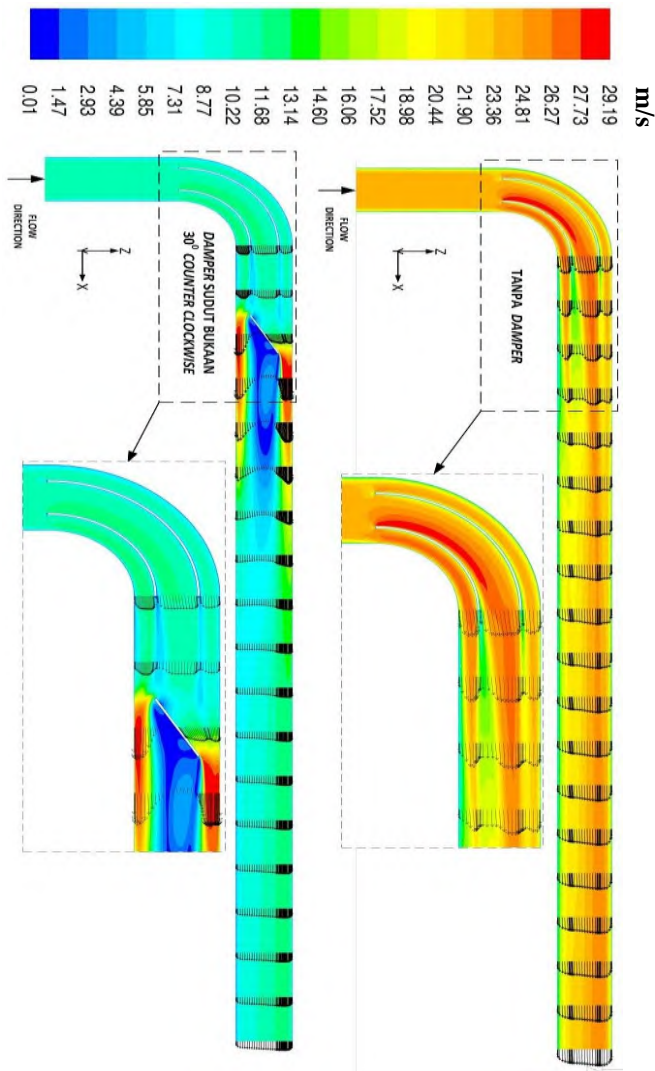 m/s
0.01
1.47
2.93
4.39
5.85
7.31
8.77
10.22
11.68
13.14
14.60
16.06
17.52
18.98
20.44
21.90
23.36
24.81
26.27
27.73
29.19
TANPA DAMPER
FLOW
DIRECTION
DAMPER SUDUT BUKAAN
30⁰ COUNTER CLOCKWISE
Z
X
FLOW
DIRECTION